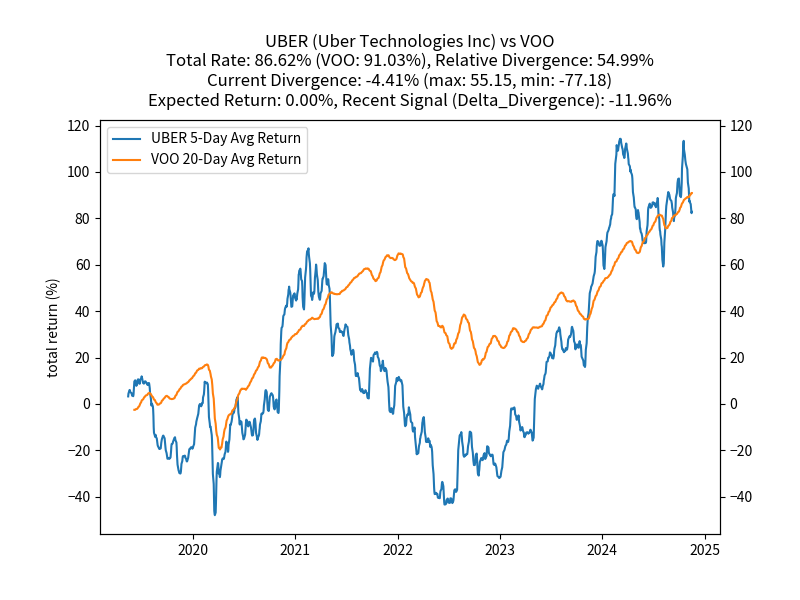 UBER (Uber Technologies Inc) vs VOO
Total Rate: 86.62% (VOO: 91.03%), Relative Divergence: 54.99%
Current Divergence: -4.41% (max: 55.15, min: -77.18)
Expected Return: 0.00%, Recent Signal (Delta_Divergence): -11.96%
UBER 5-Day Avg Return
VOO 20-Day Avg Return
total return (%)
120
100
80
60
40
20
0
−20
−40
120
100
80
60
40
20
0
−20
−40
2020 2021 2022 2023 2024 2025